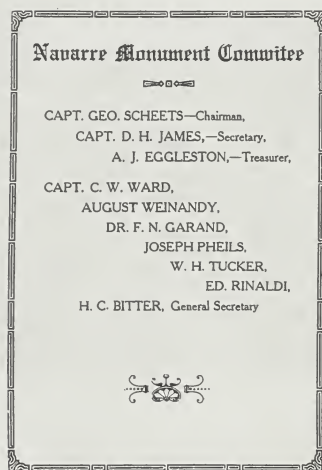 Navarre Monument Commitee
CAPT. GEO. SCHEETS—Chairman,
CAPT. D. H. JAMES,—Secretary,
A. J. EGGLESTON,—Treasurer,
CAPT. C. W. WARD,
AUGUST WEINANDY,
DR. F. N. GARAND,
JOSEPH PHEILS,
W. H. TUCKER,
ED. RINALDI,
H. C. BITTER, General Secretary